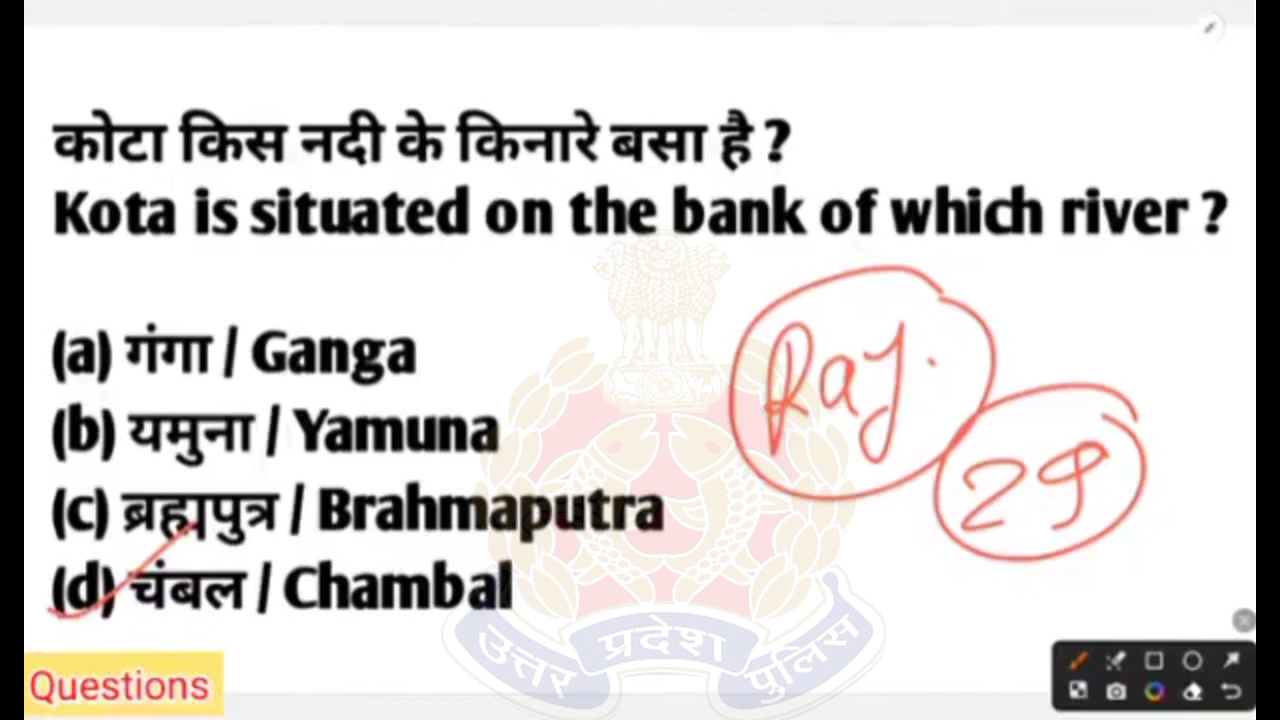 कोटा किस नदी के किनारे बसा है ?
Kota is situated on the bank of which river ?
(a) गंगा / Ganga
(b) यमुना / Yamuna
(c) ब्रह्मपुत्र / Brahmaputra
(d) चंबल / Chambal
Raj.
29
उत्तर प्रदेश पुलिस
Questions